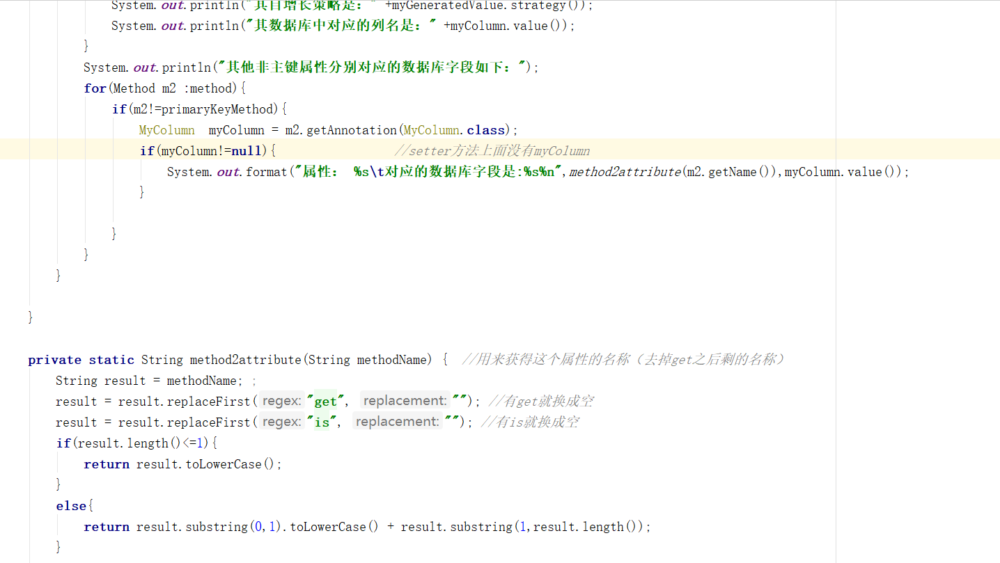 System.out.println("其自增长策略是：" +myGeneratedValue.strategy());
System.out.println("其数据库中对应的列名是：" +myColumn.value());
}
System.out.println("其他非主键属性分别对应的数据库字段如下：");
for(Method m2 :method){
if(m2!=primaryKeyMethod){
MyColumn  myColumn = m2.getAnnotation(MyColumn.class);
if(myColumn!=null){ //setter方法上面没有myColumn
System.out.format("属性： %s\t对应的数据库字段是:%s%n",method2attribute(m2.getName()),myColumn.value());
}
}
}
}
}
private static String method2attribute(String methodName) { //用来获得这个属性的名称（去掉get之后剩的名称）
String result = methodName; ;
result = result.replaceFirst( regex: "get", replacement: ""); //有get就换成空
result = result.replaceFirst( regex: "is", replacement: ""); //有is就换成空
if(result.length()<=1){
return result.toLowerCase();
}
else{
return result.substring(0,1).toLowerCase() + result.substring(1,result.length());
}